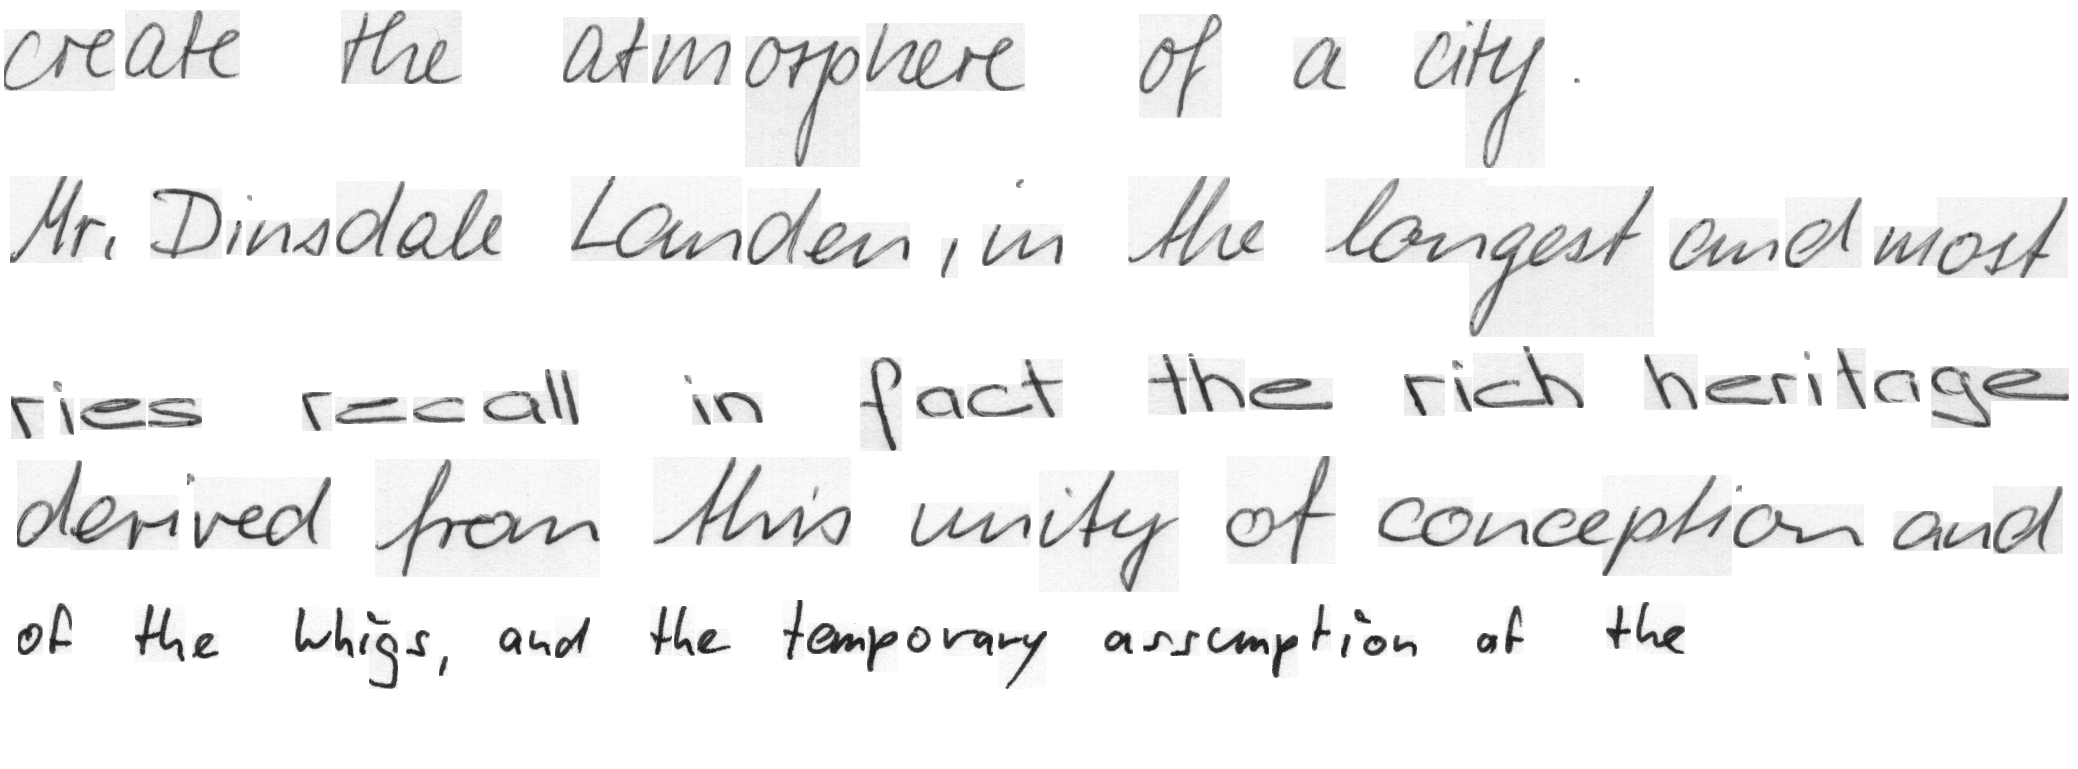 create the atmosphere of a city.
Mr. Dinsdale Landen, in the longest and most
ries recall in fact the rich heritage
derived from this unity of conception and
of the Whigs, and the temporary assumption of the